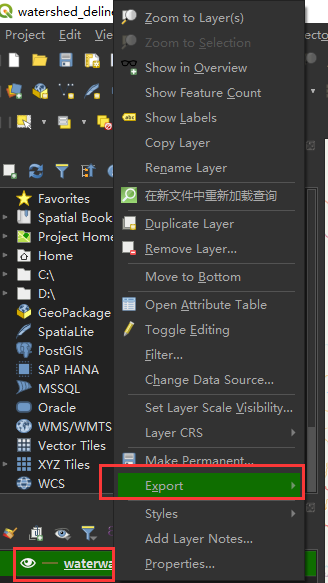 watershed_delin
Project
Edit
ecto
Favorites
Spatial Book
Project Home
Home
C:\
D:\
GeoPackage
SpatiaLite
PostGIS
SAP HANA
MSSQL
Oracle
WMS/WMTS
Vector Tiles
XYZ Tiles
WCS
waterwa
Zoom to Layer(s)
Zoom to Selection
Show in Overview
Show Feature Count
Show Labels
Copy Layer
Rename Layer
在新文件中重新加载查询
Duplicate Layer
Remove Layer...
Move to Bottom
Open Attribute Table
Toggle Editing
Filter...
Change Data Source...
Set Layer Scale Visibility...
Layer CRS
Make Permanent...
Export
Styles
Add Layer Notes...
Properties...